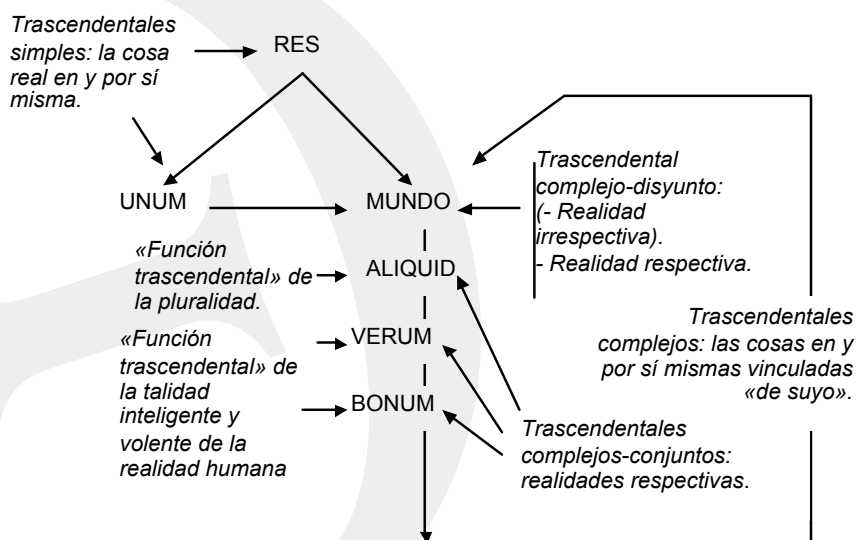 Trascendentales
simples: la cosa
real en y por sí
misma.
RES
UNUM
MUNDO
Trascendental
complejo-disyunto:
(- Realidad
irrespectiva).
- Realidad respectiva.
«Función
trascendental» de
la pluralidad.
ALIQUID
«Función
trascendental» de
la talidad
inteligente y
volente de la
realidad humana
VERUM
BONUM
Trascendentales
complejos: las cosas en y
por sí mismas vinculadas
«de suyo».
Trascendentales
complejos-conjuntos:
realidades respectivas.